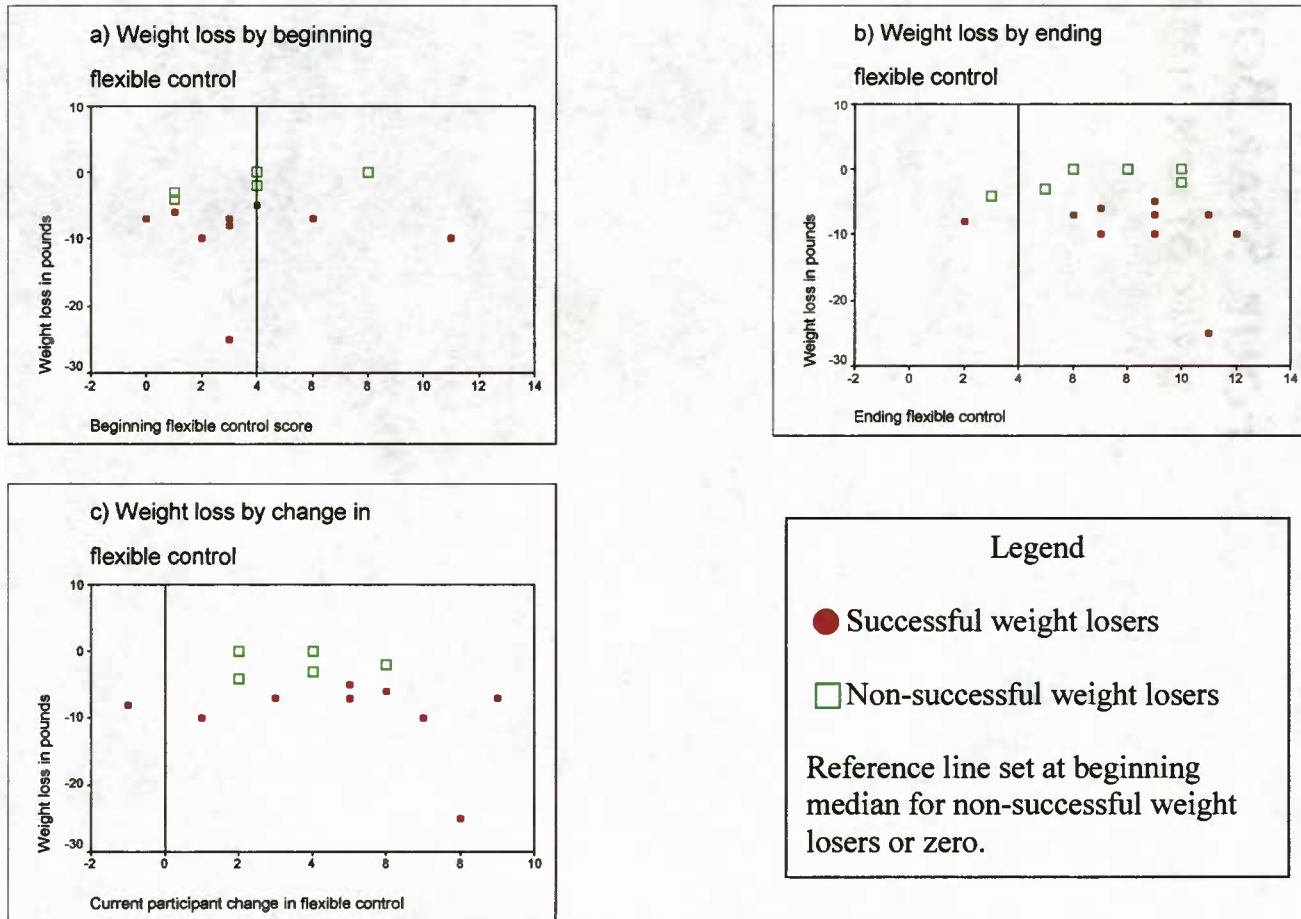 a) Weight loss by beginning
flexible control
10
0
-10
-20
-30
Weight loss in pounds
-2 0 2 4 6 8 10 12 14
Beginning flexible control score
b) Weight loss by ending
flexible control
10
0
-10
-20
-30
Weight loss in pounds
-2 0 2 4 6 8 10 12 14
Ending flexible control
c) Weight loss by change in
flexible control
10
0
-10
-20
-30
Weight loss in pounds
-2 0 2 4 6 8 10
Current participant change in flexible control
Legend
Successful weight losers
Non-successful weight losers
Reference line set at beginning
median for non-successful weight
losers or zero.